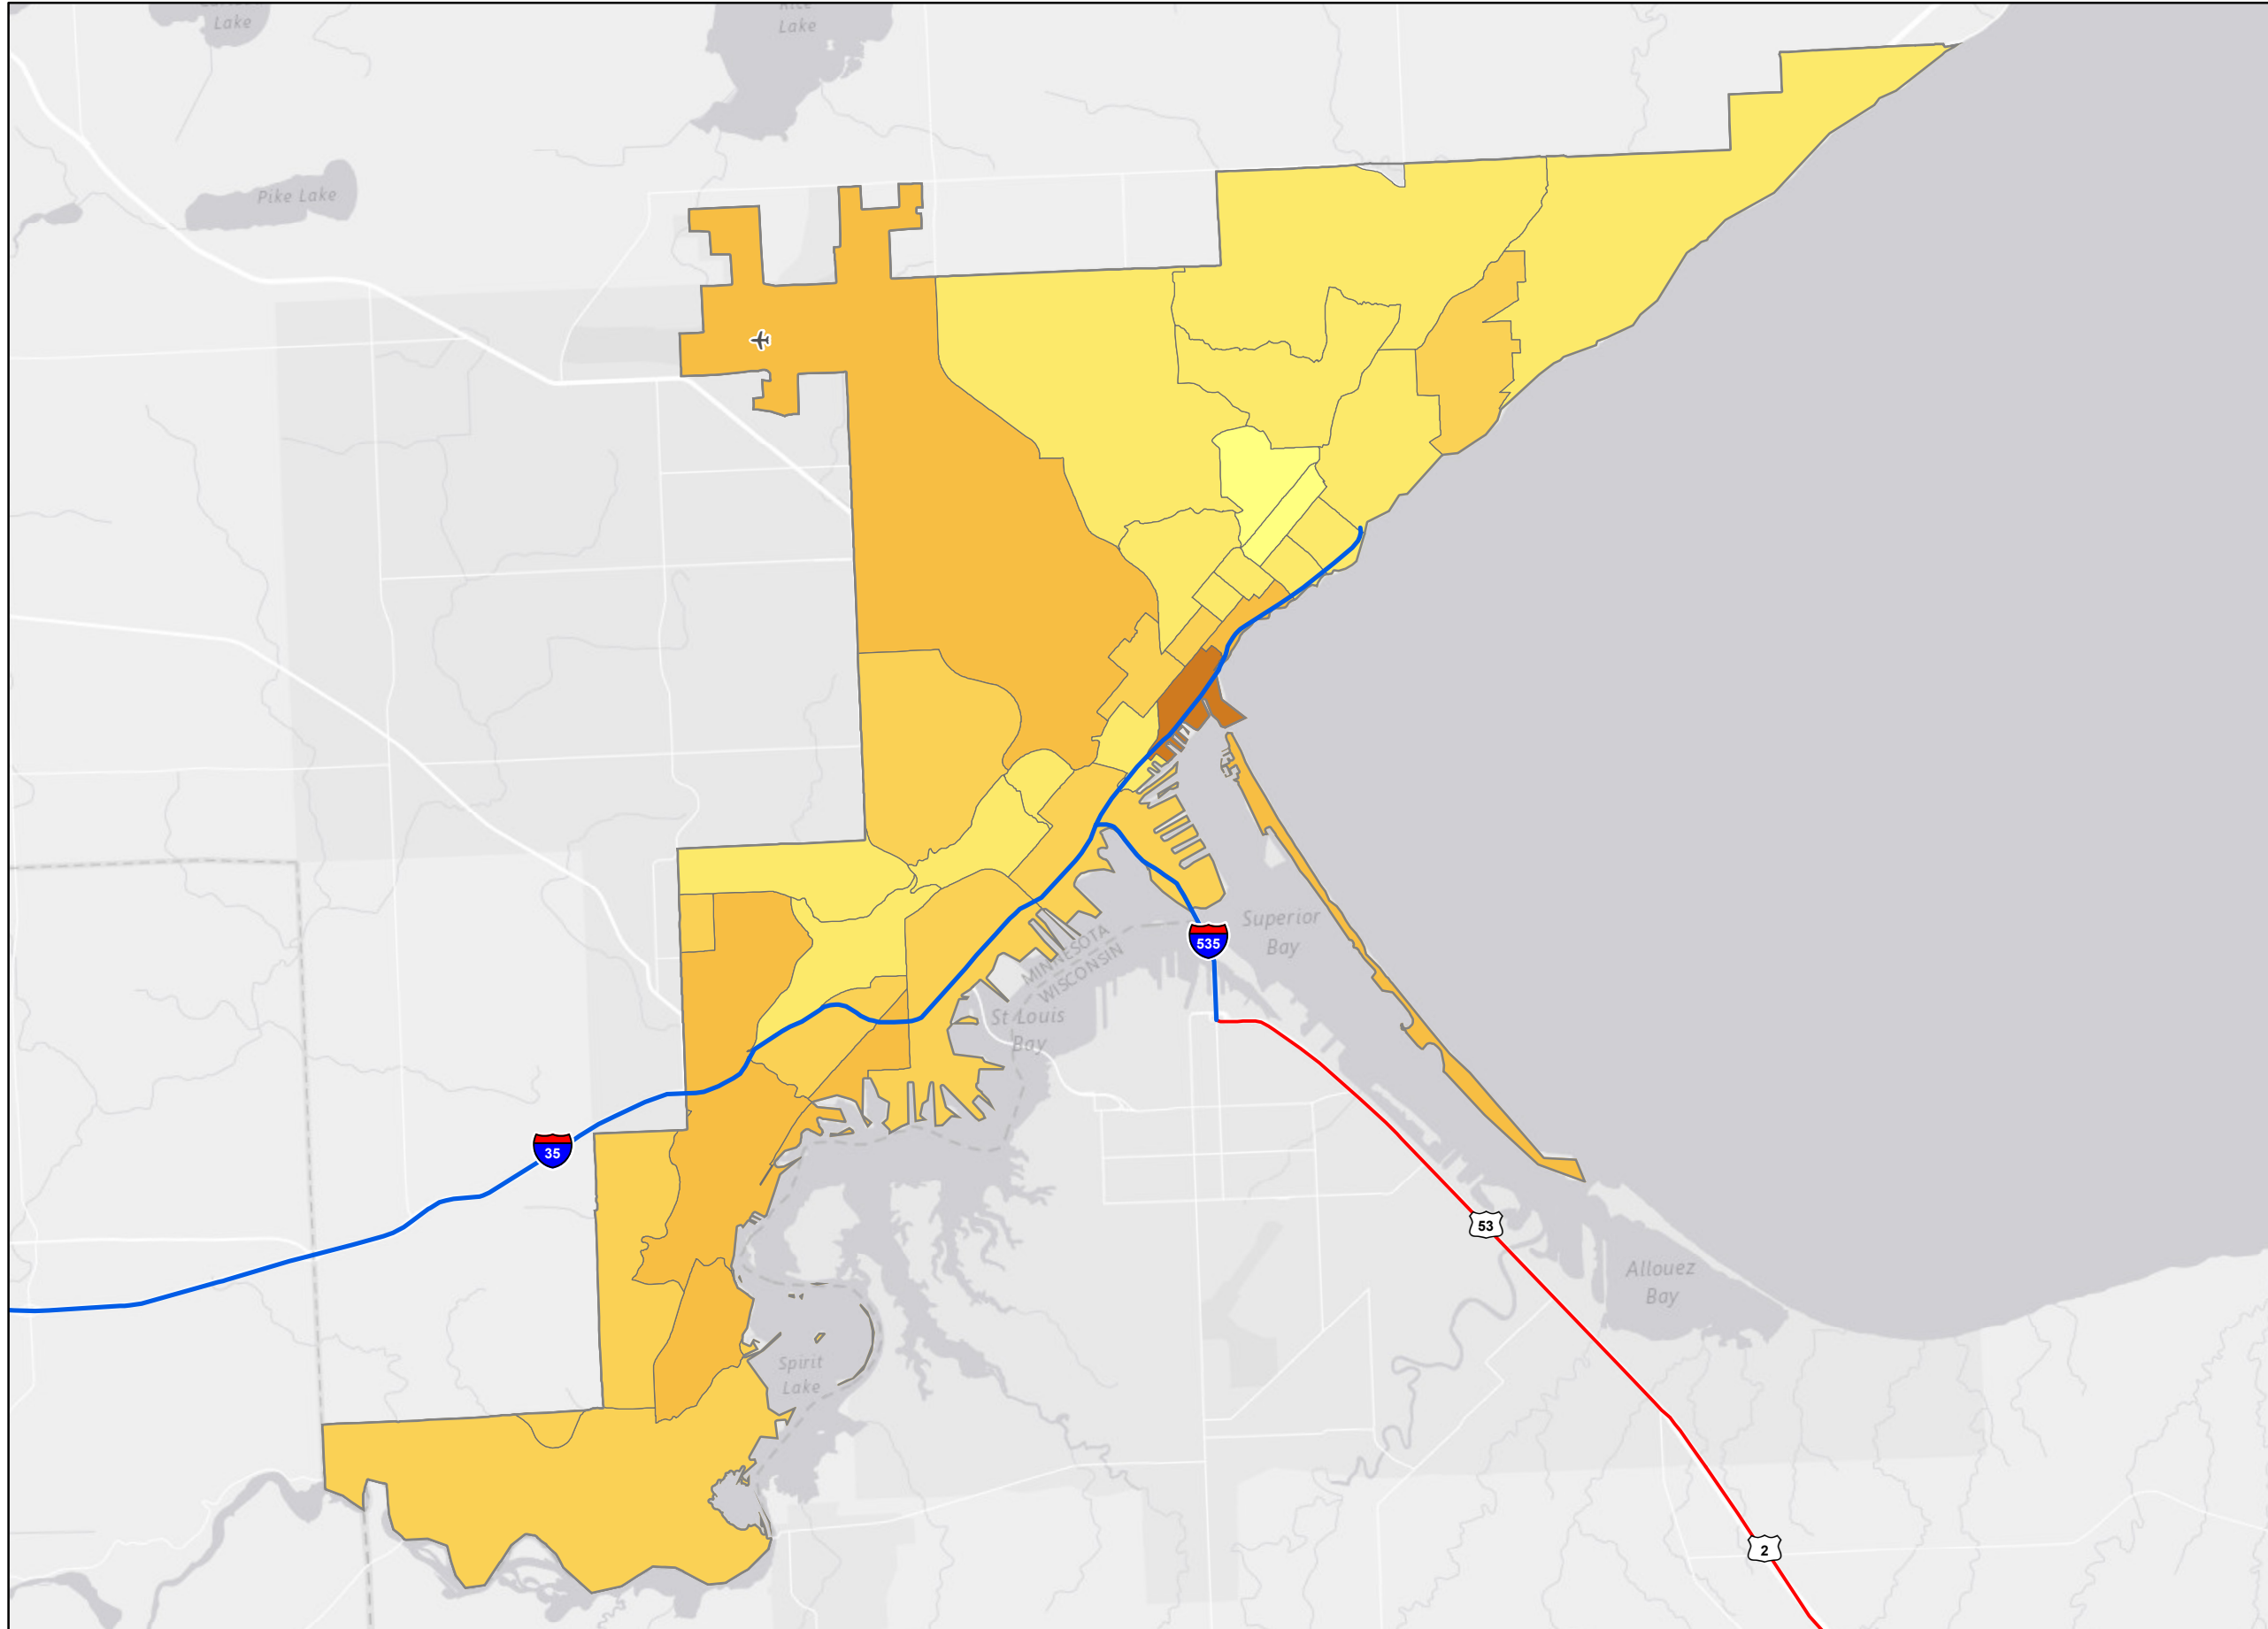 Lake
Rice
Lake
Pike Lake
MINNESOTA
WISCONSIN
535
Superior
Bay
St Louis
Bay
35
53
Spirit
Lake
Allouez
Bay
2